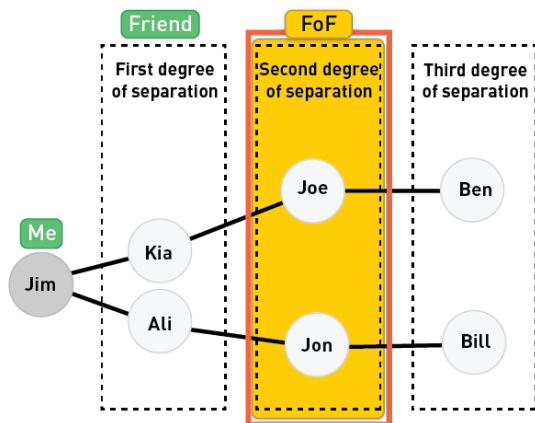 Friend
FoF
First degree
of separation
Second degree
of separation
Third degree
of separation
Joe
Ben
Me
Kia
Jim
Ali
Jon
Bill